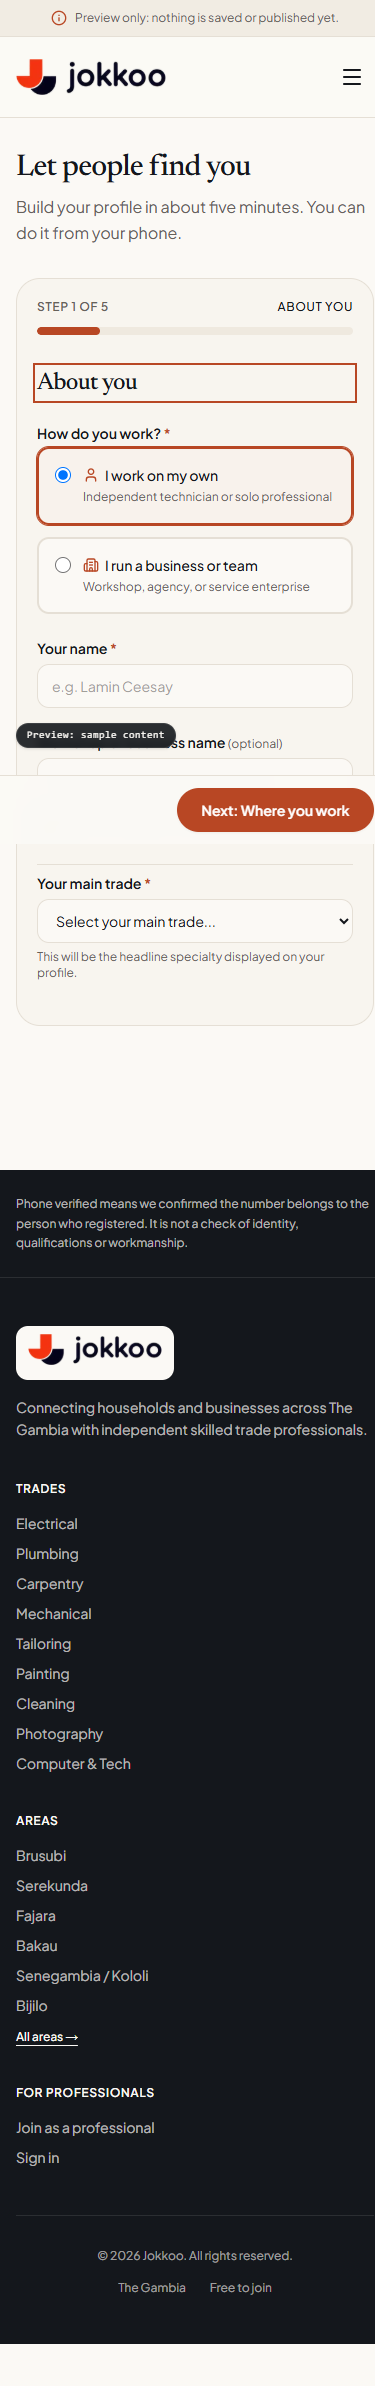 Preview only: nothing is saved or published yet.
jokkoo
Let people find you
Build your profile in about five minutes. You can
do it from your phone.
STEP 1 OF 5
ABOUT YOU
About you
How do you work? *
I work on my own
Independent technician or solo professional
I run a business or team
Workshop, agency, or service enterprise
Your name *
e.g. Lamin Ceesay
Preview: sample content
name (optional)
Next: Where you work
Your main trade *
Select your main trade...
This will be the headline specialty displayed on your
profile.
Phone verified means we confirmed the number belongs to the
person who registered. It is not a check of identity,
qualifications or workmanship.
jokkoo
Connecting households and businesses across The
Gambia with independent skilled trade professionals.
TRADES
Electrical
Plumbing
Carpentry
Mechanical
Tailoring
Painting
Cleaning
Photography
Computer & Tech
AREAS
Brusubi
Serekunda
Fajara
Bakau
Senegambia / Kololi
Bijilo
All areas →
FOR PROFESSIONALS
Join as a professional
Sign in
© 2026 Jokkoo. All rights reserved.
The Gambia
Free to join